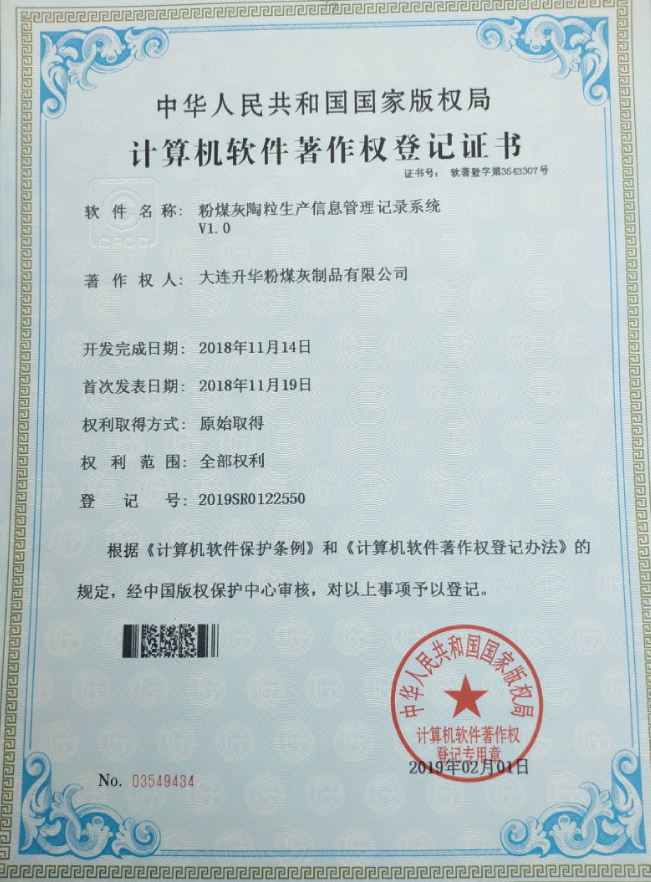 中华人民共和国国家版权局
计算机软件著作权登记证书
证书号: 软著登字第3543307号
软件名称: 粉煤灰陶粒生产信息管理记录系统
V1.0
CPCC
著作权人: 大连升华粉煤灰制品有限公司
开发完成日期: 2018年11月14日
首次发表日期: 2018年11月19日
权利取得方式: 原始取得
权利范围: 全部权利
登记号: 2019SR0122550
根据《计算机软件保护条例》和《计算机软件著作权登记办法》的
规定,经中国版权保护中心审核,对以上事项予以登记。
中华人民共和国国家版权局
计算机软件著作权
登记专用章
2019年02月01日
No. 03549434